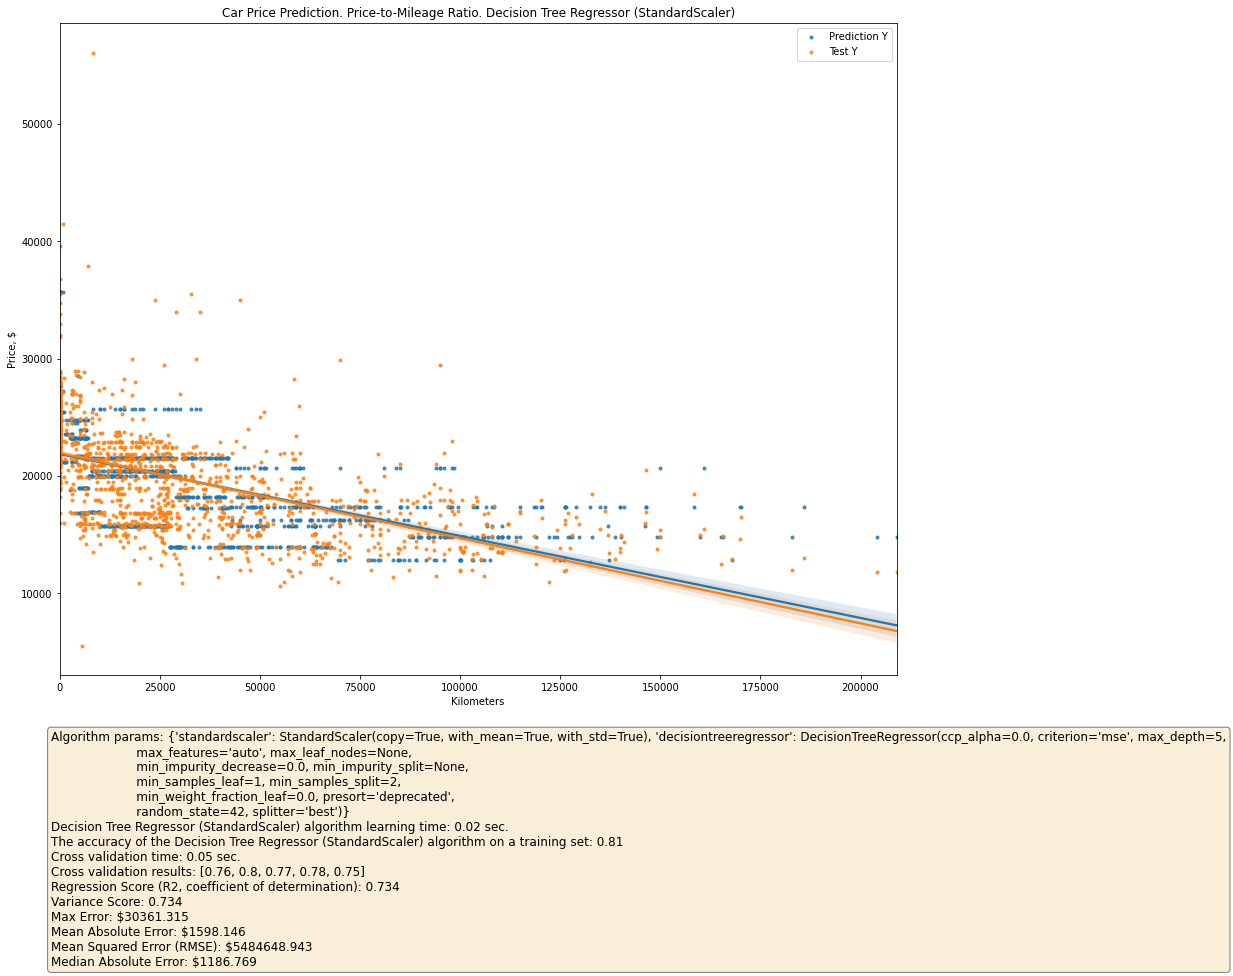 Car Price Prediction. Price-to-Mileage Ratio. Decision Tree Regressor (StandardScaler)
Prediction Y
Test Y
50000
40000
30000
20000
10000
Price, $
0 25000 50000 75000 100000 125000 150000 175000 200000
Kilometers
Algorithm params: {'standardscaler': StandardScaler(copy=True, with_mean=True, with_std=True), 'decisiontreeregressor': DecisionTreeRegressor(ccp_alpha=0.0, criterion='mse', max_depth=5,
max_features='auto', max_leaf_nodes=None,
min_impurity_decrease=0.0, min_impurity_split=None,
min_samples_leaf=1, min_samples_split=2,
min_weight_fraction_leaf=0.0, presort='deprecated',
random_state=42, splitter='best')}
Decision Tree Regressor (StandardScaler) algorithm learning time: 0.02 sec.
The accuracy of the Decision Tree Regressor (StandardScaler) algorithm on a training set: 0.81
Cross validation time: 0.05 sec.
Cross validation results: [0.76, 0.8, 0.77, 0.78, 0.75]
Regression Score (R2, coefficient of determination): 0.734
Variance Score: 0.734
Max Error: $30361.315
Mean Absolute Error: $1598.146
Mean Squared Error (RMSE): $5484648.943
Median Absolute Error: $1186.769